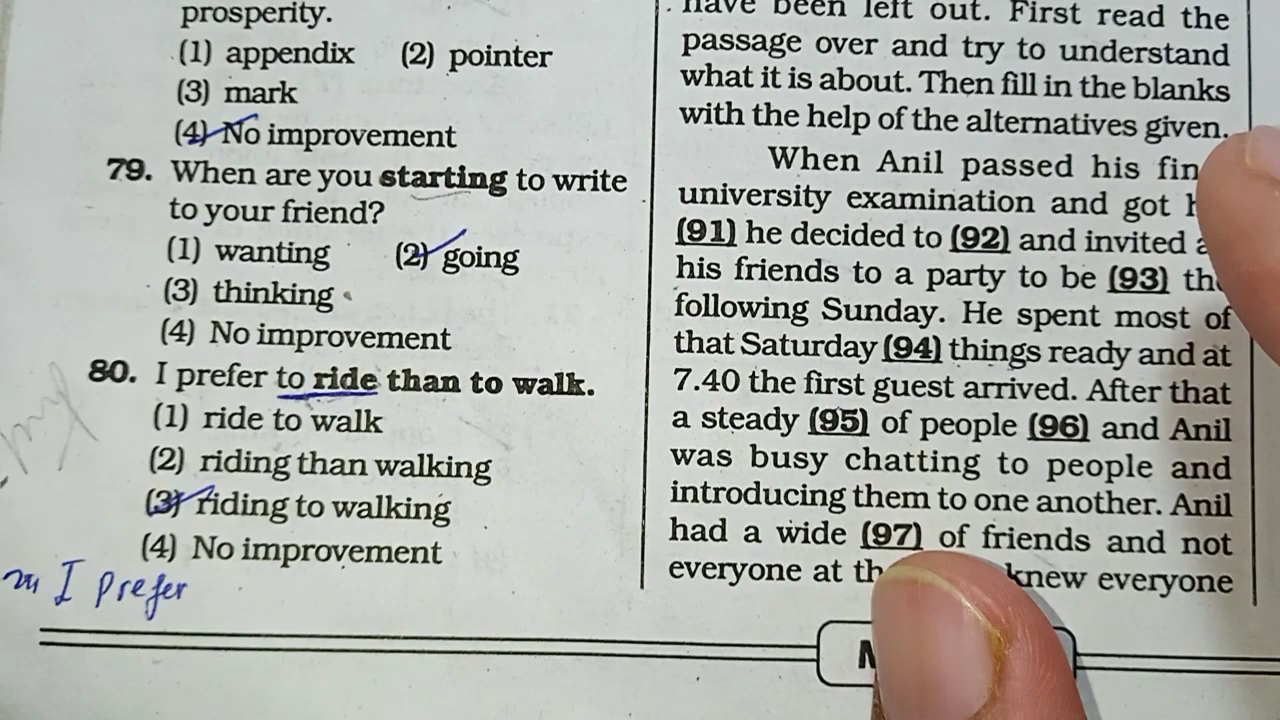 prosperity.
(1) appendix (2) pointer
(3) mark
(4) No improvement
79. When are you starting to write
to your friend?
(1) wanting (2) going
(3) thinking
(4) No improvement
80. I prefer to ride than to walk.
(1) ride to walk
(2) riding than walking
(3) riding to walking
(4) No improvement
I prefer
have been left out. First read the
passage over and try to understand
what it is about. Then fill in the blanks
with the help of the alternatives given.
When Anil passed his
university examination and got
(91) he decided to (92) and invited
his friends to a party to be (93)
following Sunday. He spent most of
that Saturday (94) things ready and at
7.40 the first guest arrived. After that
a steady (95) of people (96) and Anil
was busy chatting to people and
introducing them to one another. Anil
had a wide (97) of friends and not
everyone at knew everyone